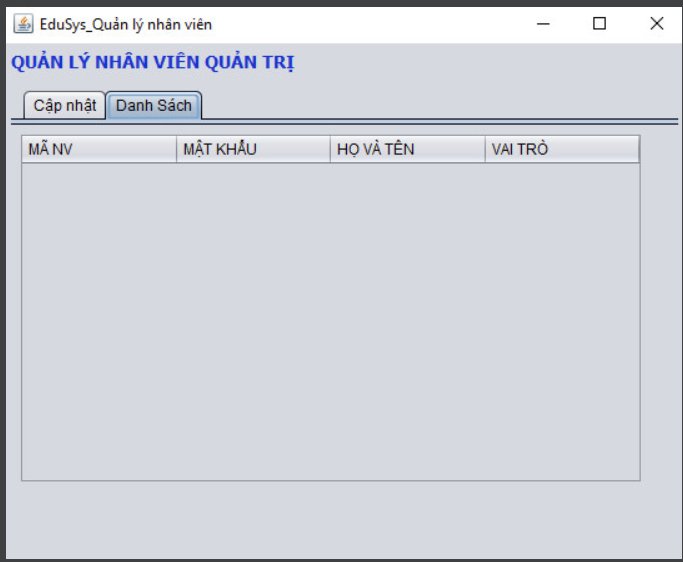 EduSys_Quản lý nhân viên
QUẢN LÝ NHÂN VIÊN QUẢN TRỊ
Cập nhật Danh Sách
MÃ NV MẬT KHẨU HỌ VÀ TÊN VAI TRÒ